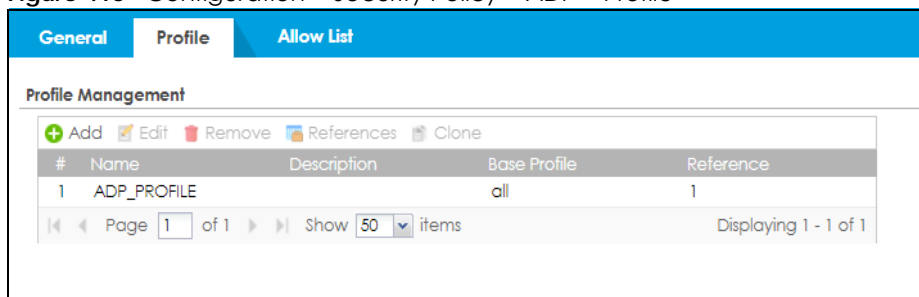 General Profile Allow List
Profile Management
Add Edit Remove References Clone
# Name Description Base Profile Reference
1 ADP_PROFILE all 1
Page 1 of 1 Show 50 items Displaying 1 - 1 of 1